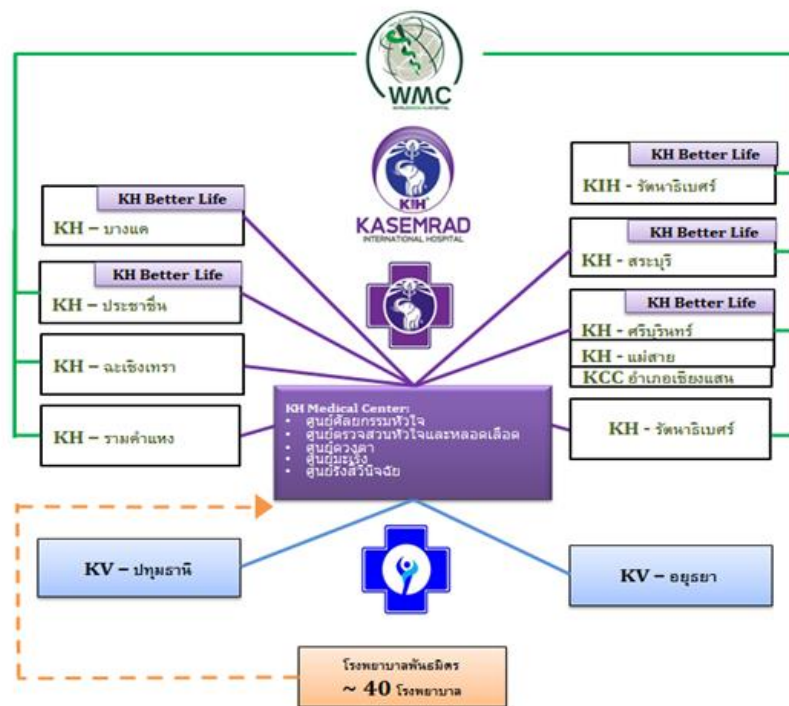 WMC
KIH
KASEMRAD
INTERNATIONAL HOSPITAL
KH Better Life
KH – บางแค
KH Better Life
KH – ประชาชื่น
KH – ฉะเชิงเทรา
KH – รามคำแหง
KH Better Life
KIH - รัตนาธิเบศร์
KH Better Life
KH - สระบุรี
KH Better Life
KH - ศรีบุรินทร์
KH - แม่สาย
KCC อำเภอเชียงแสน
KH - รัตนาธิเบศร์
KH Medical Center:
• ศูนย์ศัลยกรรมหัวใจ
• ศูนย์ตรวจสวนหัวใจและหลอดเลือด
• ศูนย์ดวงตา
• ศูนย์มะเร็ง
• ศูนย์รังสีวินิจฉัย
KV – ปทุมธานี
KV – อยุธยา
โรงพยาบาลพันธมิตร
~ 40 โรงพยาบาล